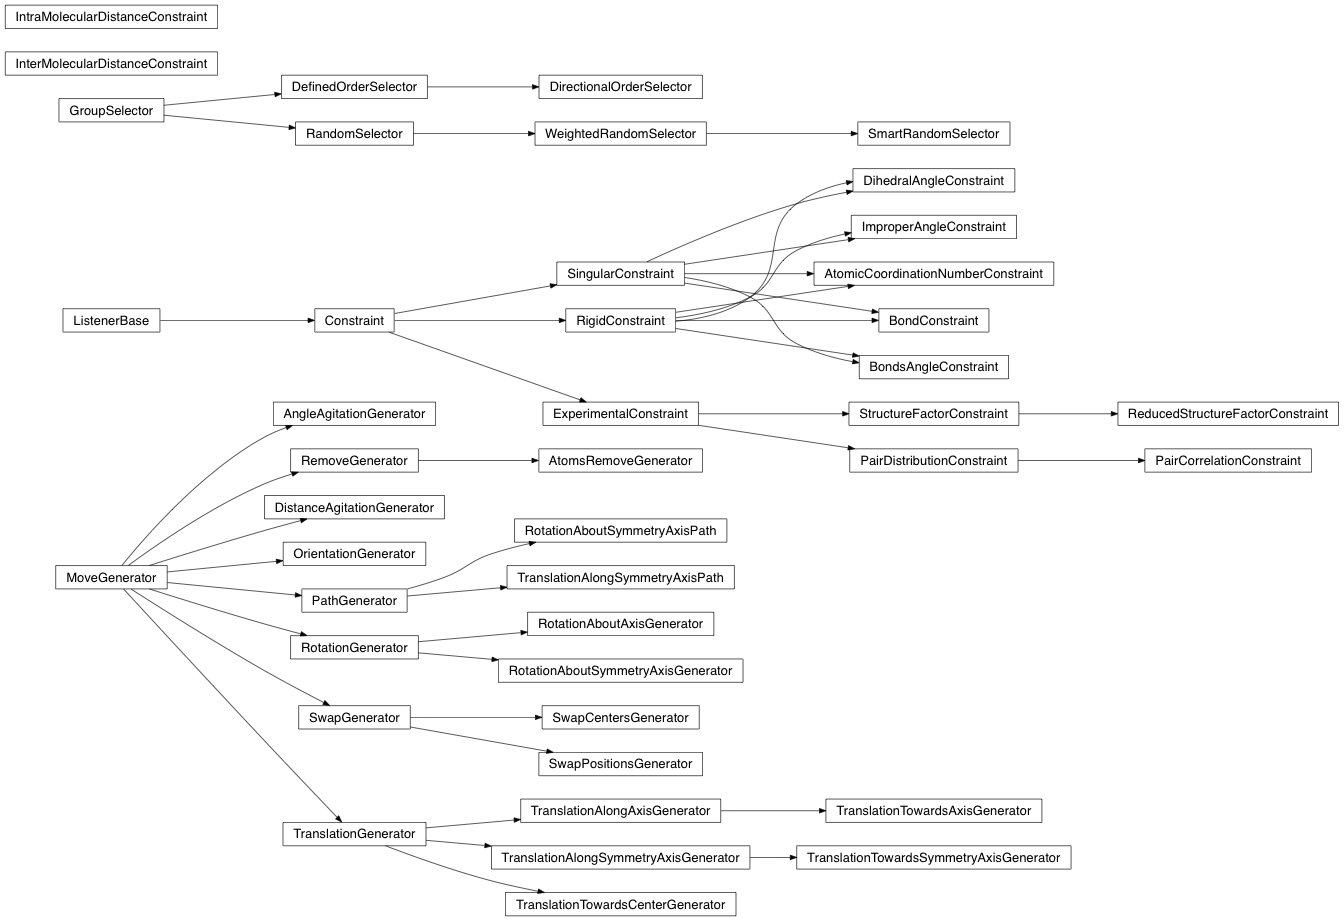 IntraMolecularDistanceConstraint
InterMolecularDistanceConstraint
DefinedOrderSelector
DirectionalOrderSelector
GroupSelector
RandomSelector
WeightedRandomSelector
SmartRandomSelector
DihedralAngleConstraint
ImproperAngleConstraint
SingularConstraint
AtomicCoordinationNumberConstraint
ListenerBase
Constraint
RigidConstraint
BondConstraint
BondsAngleConstraint
AngleAgitationGenerator
ExperimentalConstraint
StructureFactorConstraint
ReducedStructureFactorConstraint
RemoveGenerator
AtomsRemoveGenerator
PairDistributionConstraint
PairCorrelationConstraint
DistanceAgitationGenerator
RotationAboutSymmetryAxisPath
OrientationGenerator
MoveGenerator
TranslationAlongSymmetryAxisPath
PathGenerator
RotationAboutAxisGenerator
RotationGenerator
RotationAboutSymmetryAxisGenerator
SwapGenerator
SwapCentersGenerator
SwapPositionsGenerator
TranslationAlongAxisGenerator
TranslationTowardsAxisGenerator
TranslationGenerator
TranslationAlongSymmetryAxisGenerator
TranslationTowardsSymmetryAxisGenerator
TranslationTowardsCenterGenerator